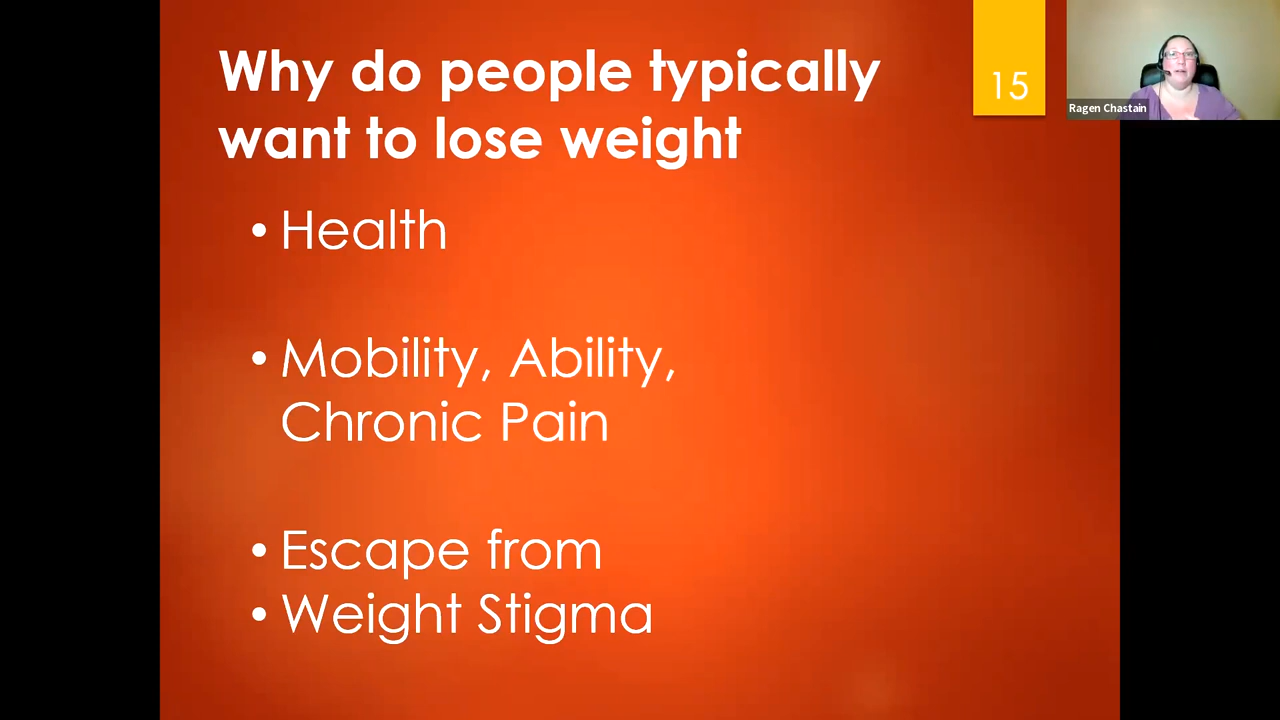 Why do people typically
want to lose weight
15
Ragen Chastain
• Health
• Mobility, Ability,
Chronic Pain
• Escape from
• Weight Stigma